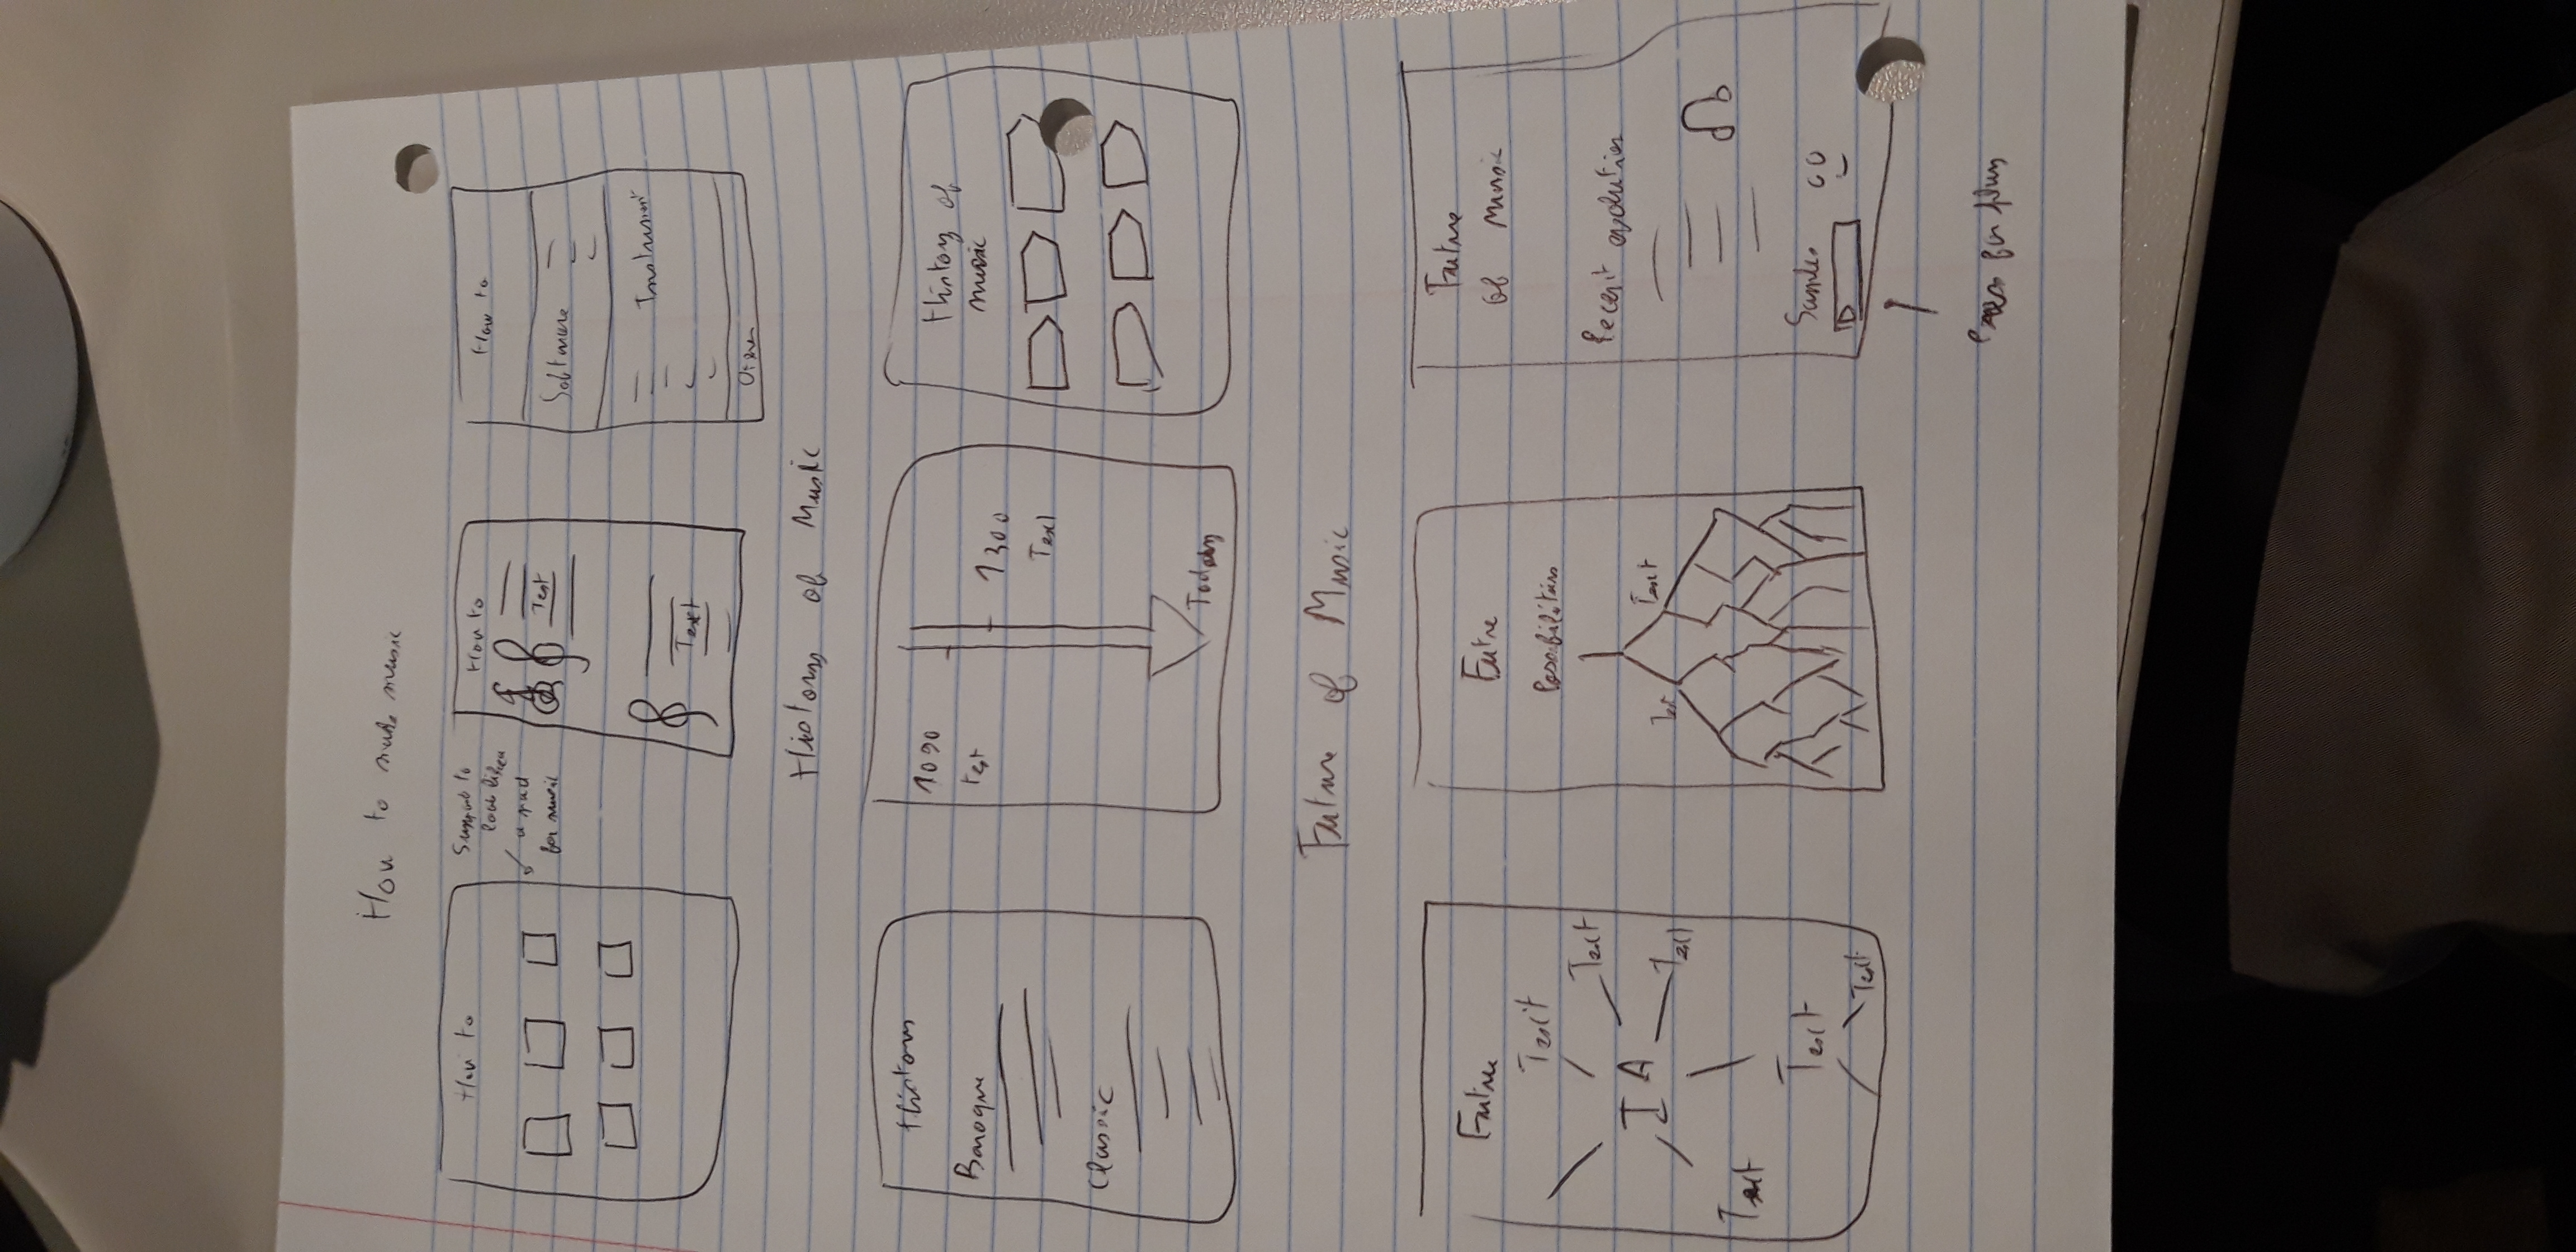 How to make music
How to
Support to
look like
a pad
for music
How to
Text
Text
How to
Software
Instrument
History of Music
History
Baroque
Classic
1090
Text
1300
Text
Today
History of
music
Future of Music
Future
Text
Text
IA
Text
Text
Text
Text
Future
Possibilities
Text
Text
Future
of music
Recent evolution
Samples
Press for play